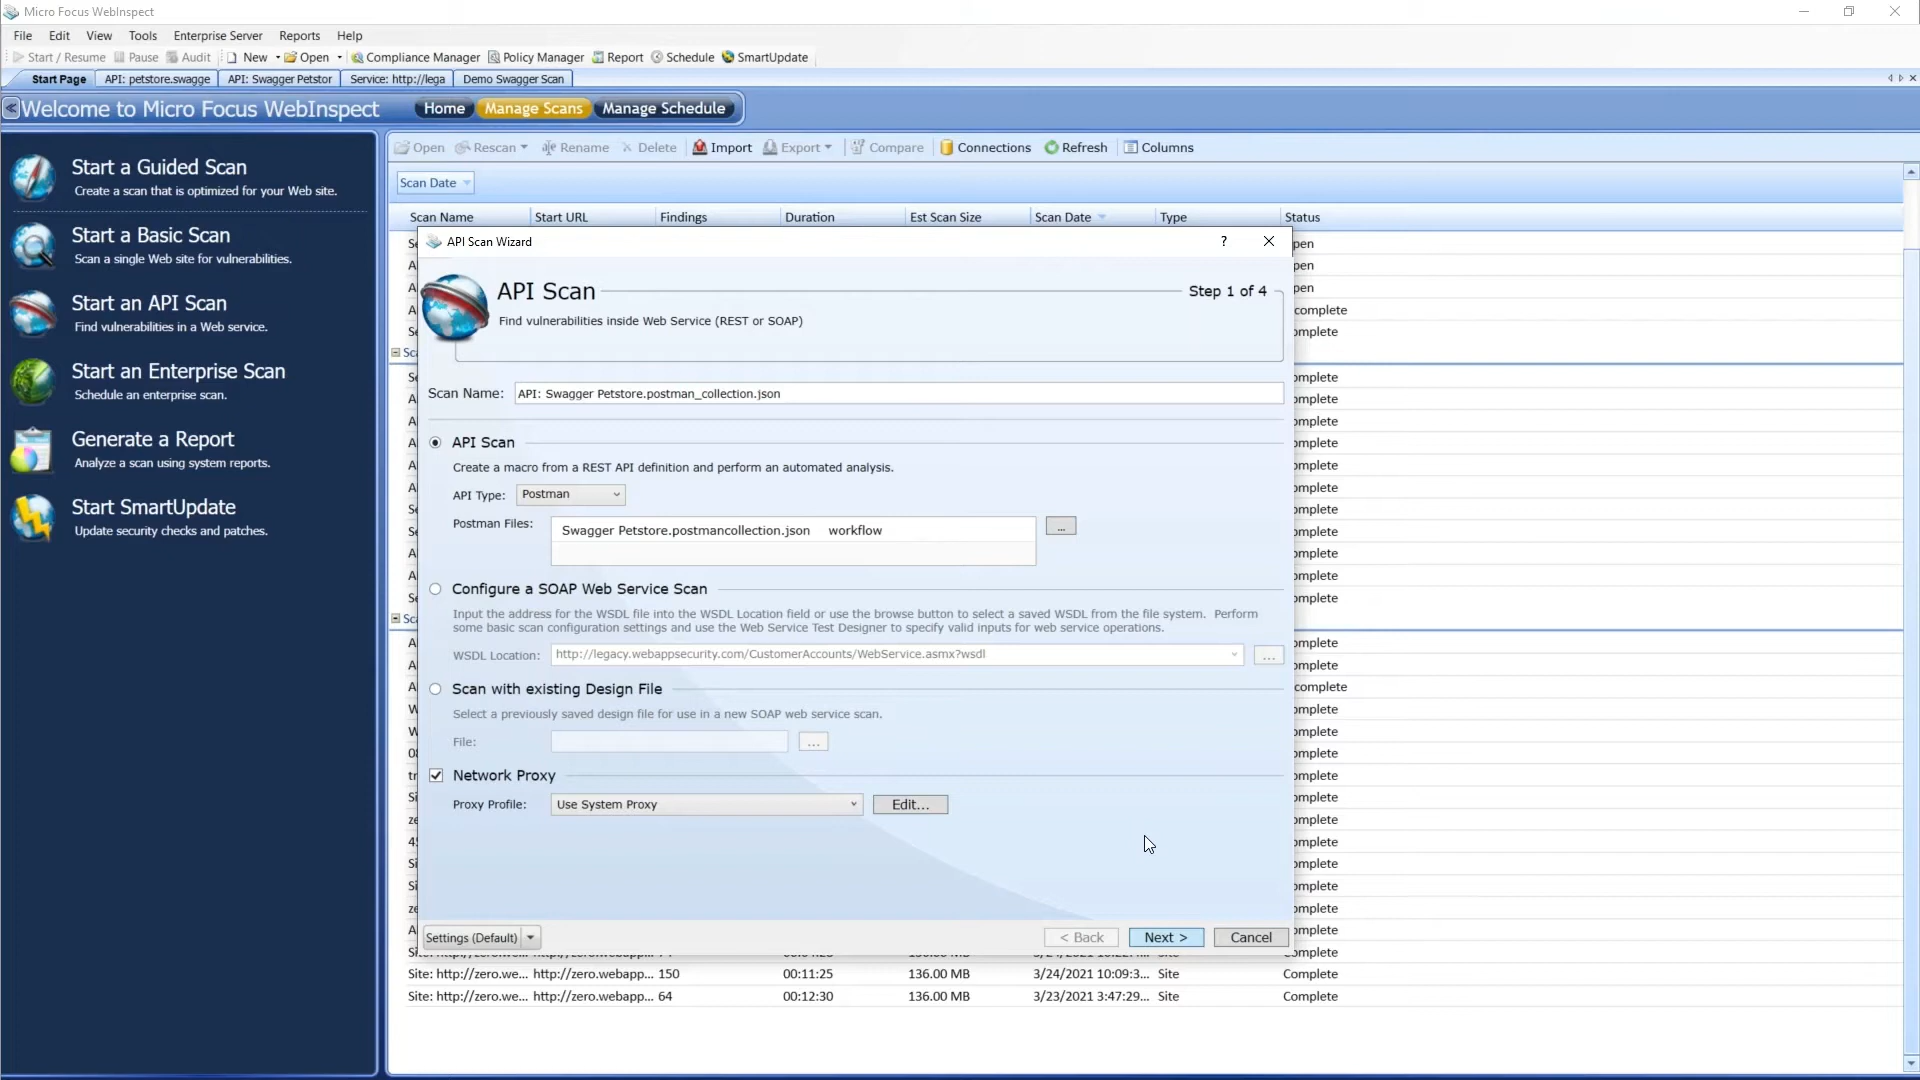 Micro Focus WebInspect
File Edit View Tools Enterprise Server Reports Help
Start / Resume Pause Audit New Open Compliance Manager Policy Manager Report Schedule SmartUpdate
Start Page API: petstore.swagge API: Swagger Petstor Service: http://lega Demo Swagger Scan
Welcome to Micro Focus WebInspect Home Manage Scans Manage Schedule
Start a Guided Scan
Create a scan that is optimized for your Web site.
Start a Basic Scan
Scan a single Web site for vulnerabilities.
Start an API Scan
Find vulnerabilities in a Web service.
Start an Enterprise Scan
Schedule an enterprise scan.
Generate a Report
Analyze a scan using system reports.
Start SmartUpdate
Update security checks and patches.
Open Rescan Rename Delete Import Export Compare Connections Refresh Columns
Scan Date
Scan Name Start URL Findings Duration Est Scan Size Scan Date Type Status
API Scan Wizard ?
API Scan Step 1 of 4
Find vulnerabilities inside Web Service (REST or SOAP)
Scan Name: API: Swagger Petstore.postman_collection.json
API Scan
Create a macro from a REST API definition and perform an automated analysis.
API Type: Postman
Postman Files: Swagger Petstore.postmancollection.json workflow ...
Configure a SOAP Web Service Scan
Input the address for the WSDL file into the WSDL Location field or use the browse button to select a saved WSDL from the file system. Perform
some basic scan configuration settings and use the Web Service Test Designer to specify valid inputs for web service operations.
WSDL Location: http://legacy.webappsecurity.com/CustomerAccounts/WebService.asmx?wsdl ...
Scan with existing Design File
Select a previously saved design file for use in a new SOAP web service scan.
File: ...
Network Proxy
Proxy Profile: Use System Proxy Edit...
Settings (Default) < Back Next > Cancel
Site: http://zero.we... http://zero.webapp... 150 00:11:25 136.00 MB 3/24/2021 10:09:3... Site Complete
Site: http://zero.we... http://zero.webapp... 64 00:12:30 136.00 MB 3/23/2021 3:47:29... Site Complete